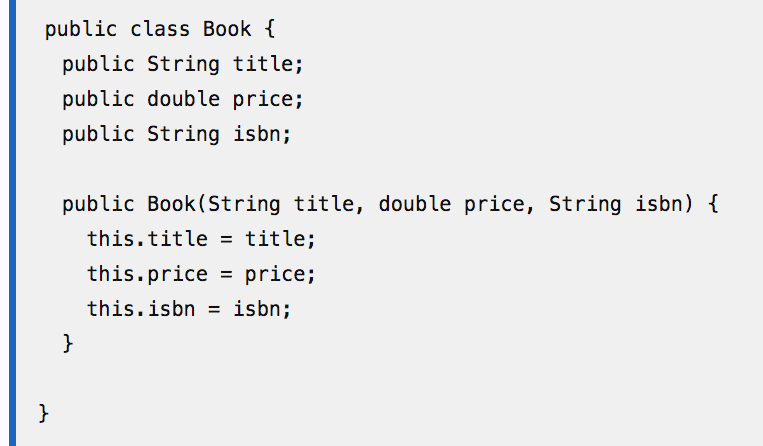 public class Book {
public String title;
public double price;
public String isbn;
public Book(String title, double price, String isbn) {
this.title = title;
this.price = price;
this.isbn = isbn;
}
}